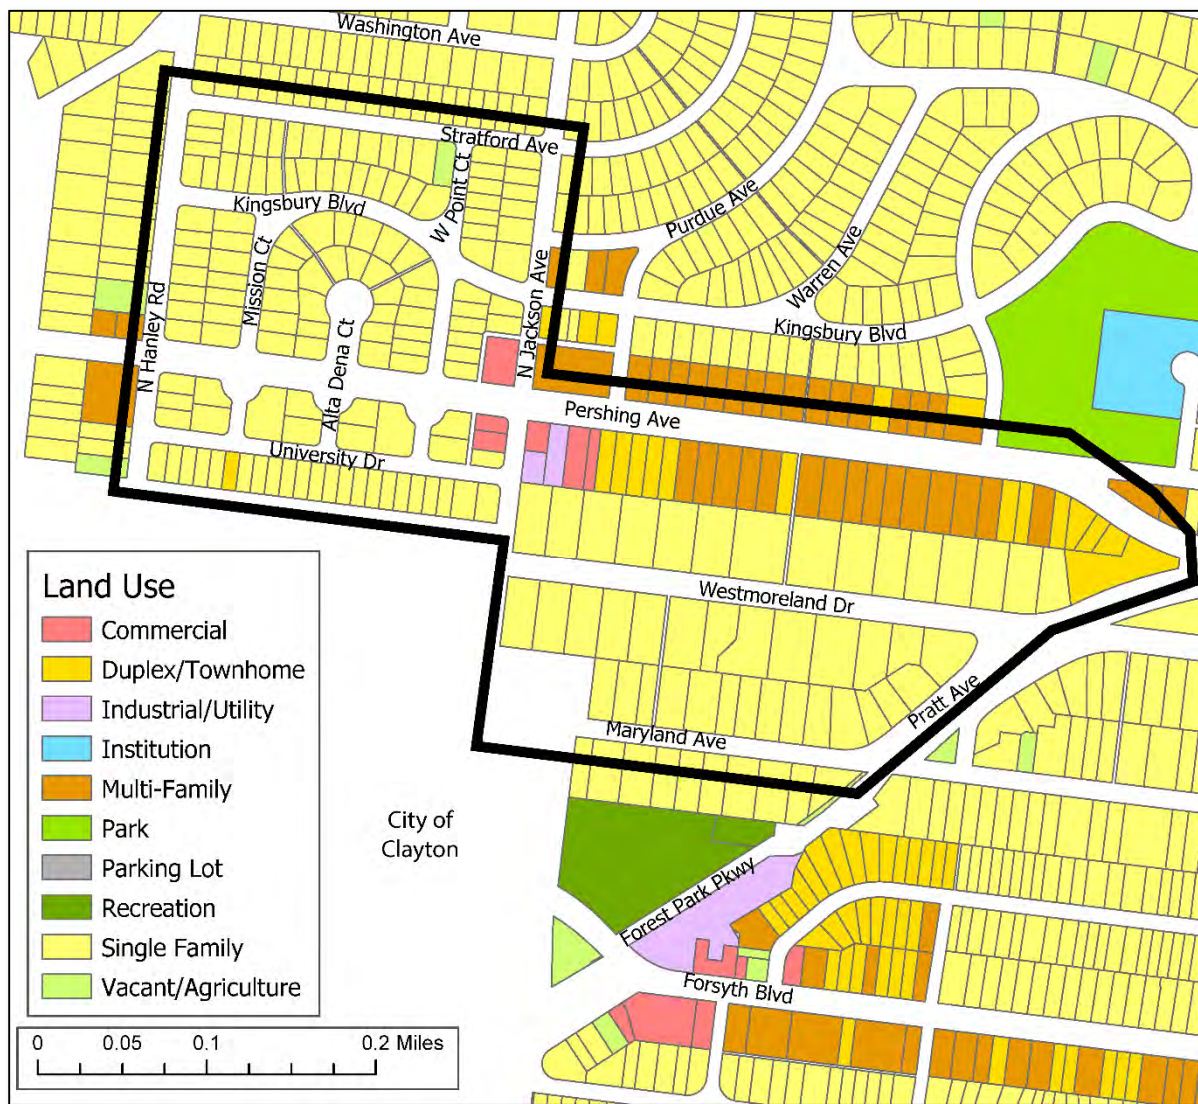 Washington Ave
Stratford Ave
W Point Ct
Kingsbury Blvd
Purdue Ave
Mission Ct
N Hanley Rd
Alta Dena Ct
N Jackson Ave
Warren Ave
Kingsbury Blvd
Pershing Ave
University Dr
Westmoreland Dr
Pratt Ave
Maryland Ave
City of
Clayton
Forest Park Pkwy
Forsyth Blvd
Land Use
Commercial
Duplex/Townhome
Industrial/Utility
Institution
Multi-Family
Park
Parking Lot
Recreation
Single Family
Vacant/Agriculture
0 0.05 0.1 0.2 Miles